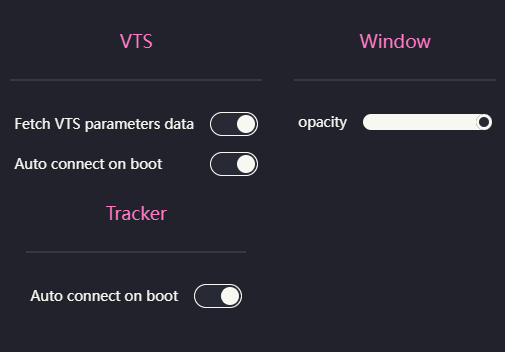 VTS
Fetch VTS parameters data
Auto connect on boot
Tracker
Auto connect on boot
Window
opacity